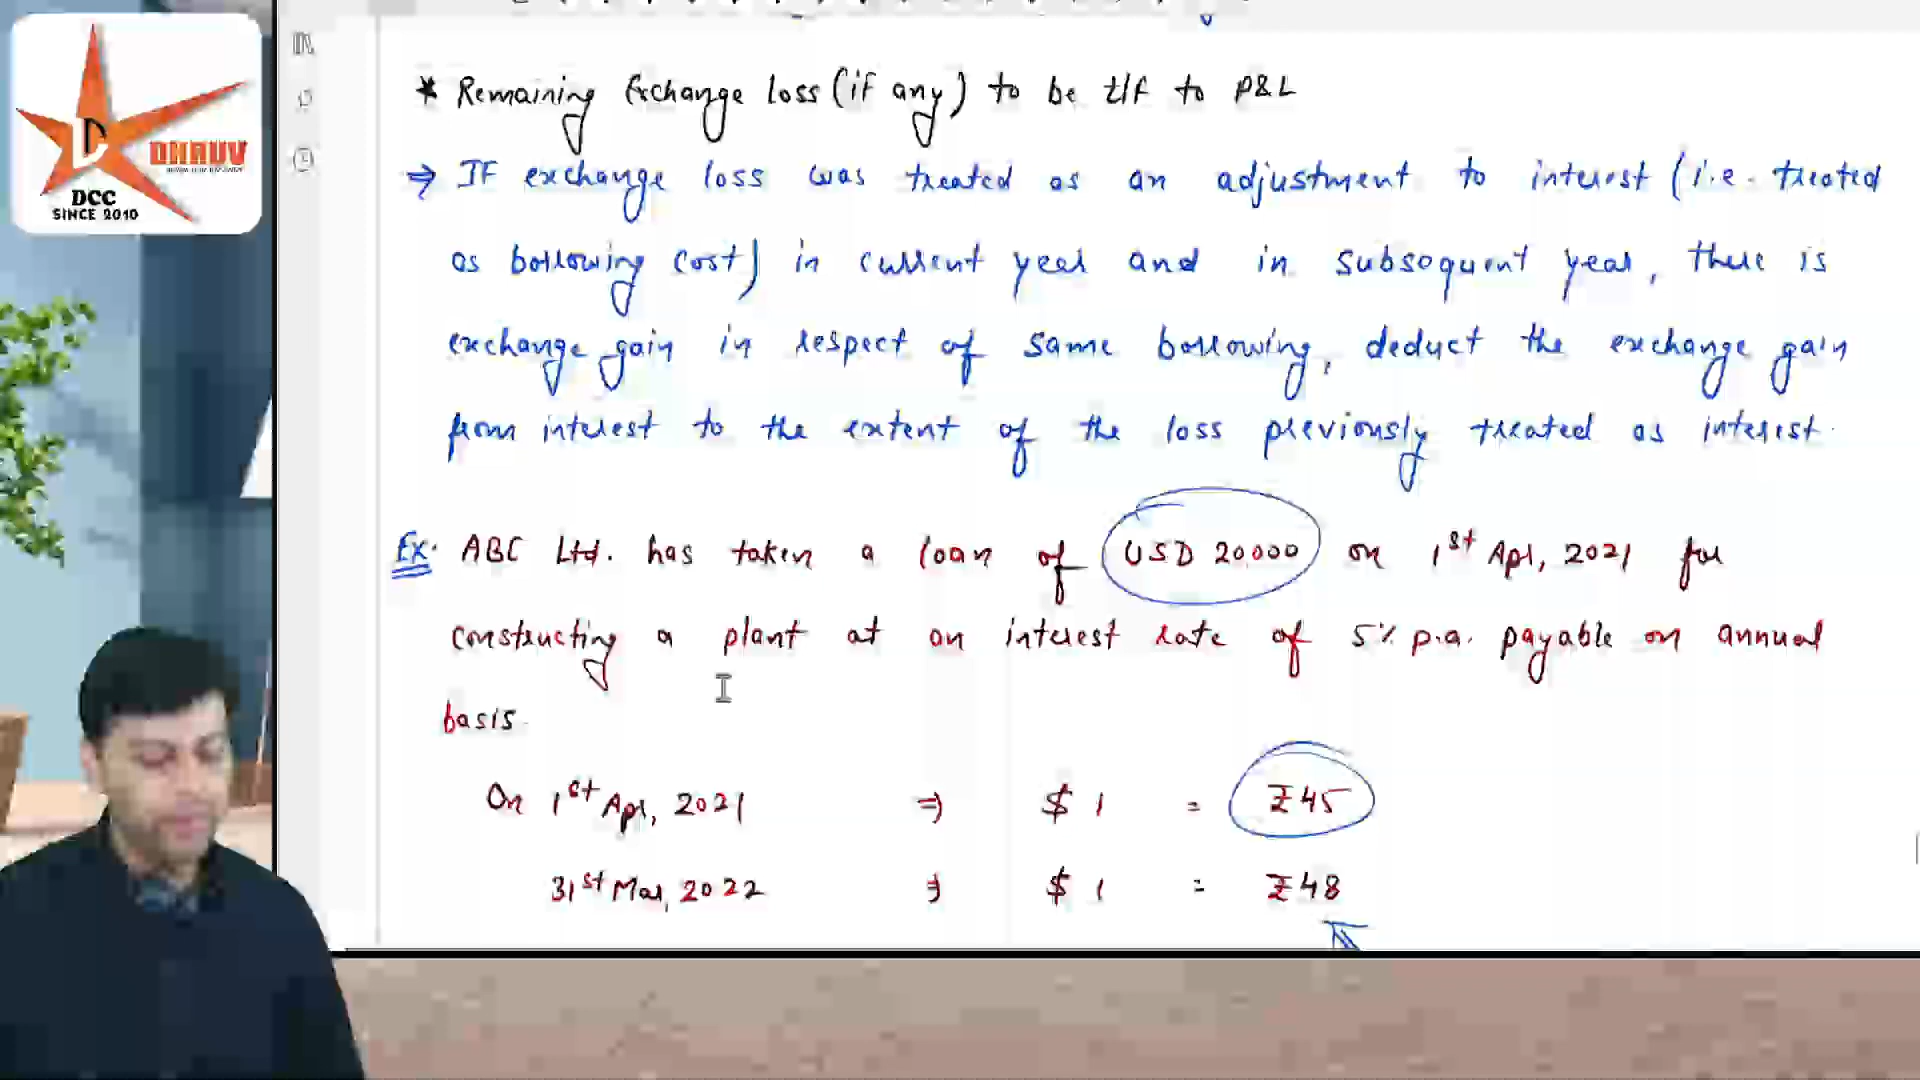 DHRUV
DCC
SINCE 2010
* Remaining Exchange loss (if any) to be t/f to P&L
⇒ If exchange loss was treated as an adjustment to interest (i.e. treated
as borrowing cost) in current year and in subsequent year, there is
exchange gain in respect of same borrowing, deduct the exchange gain
from interest to the extent of the loss previously treated as interest.
Ex. ABC Ltd. has taken a loan of USD 20,000 on 1st Apr, 2021 for
constructing a plant at an interest rate of 5% p.a. payable on annual
basis.
On 1st Apr, 2021 ⇒ $ 1 = ₹45
31st Mar, 2022 ⇒ $ 1 = ₹48